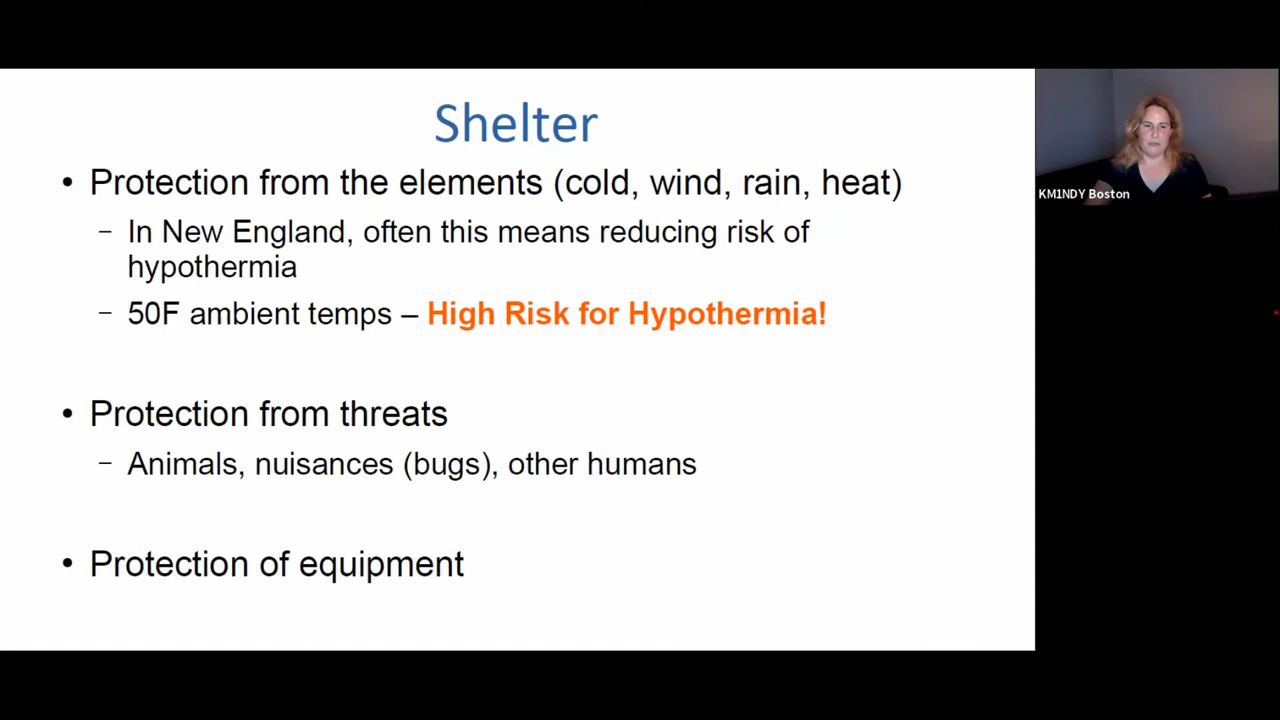 Shelter
• Protection from the elements (cold, wind, rain, heat)
– In New England, often this means reducing risk of
hypothermia
– 50F ambient temps – High Risk for Hypothermia!
• Protection from threats
– Animals, nuisances (bugs), other humans
• Protection of equipment
KM1NDY Boston